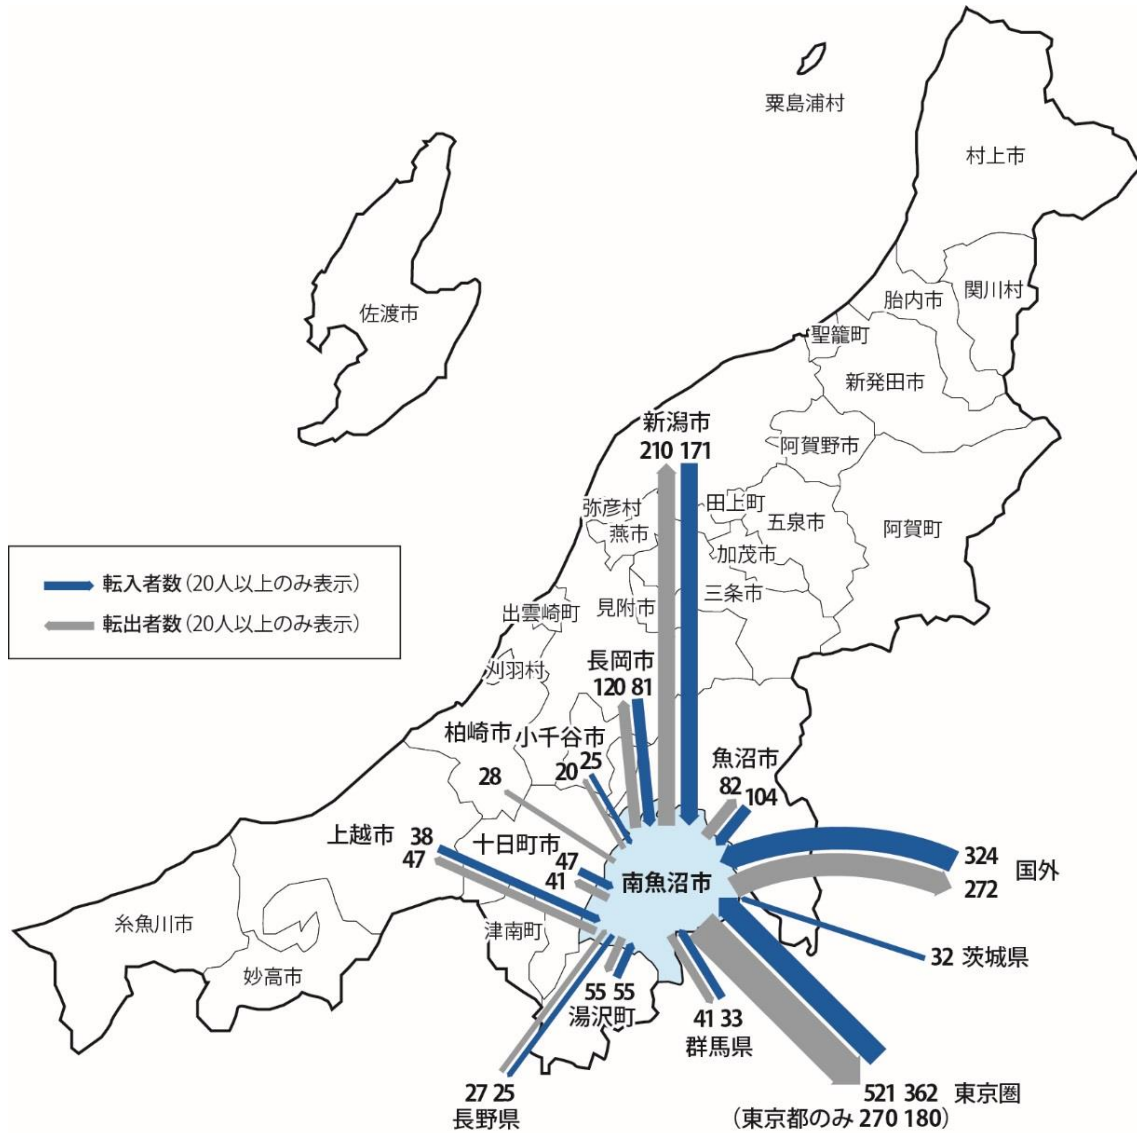 粟島浦村
村上市
関川村
胎内市
佐渡市
聖籠町
新発田市
新潟市
210 171
阿賀野市
弥彦村
田上町
五泉市
阿賀町
燕市
加茂市
転入者数(20人以上のみ表示)
転出者数(20人以上のみ表示)
出雲崎町
見附市
三条市
刈羽村
長岡市
120 81
柏崎市
28
小千谷市
20 25
魚沼市
82 104
上越市 38
47
十日町市
47
41
南魚沼市
324
272
国外
糸魚川市
妙高市
津南町
32 茨城県
55 55
湯沢町
41 33
群馬県
27 25
長野県
521 362 東京圏
(東京都のみ 270 180)